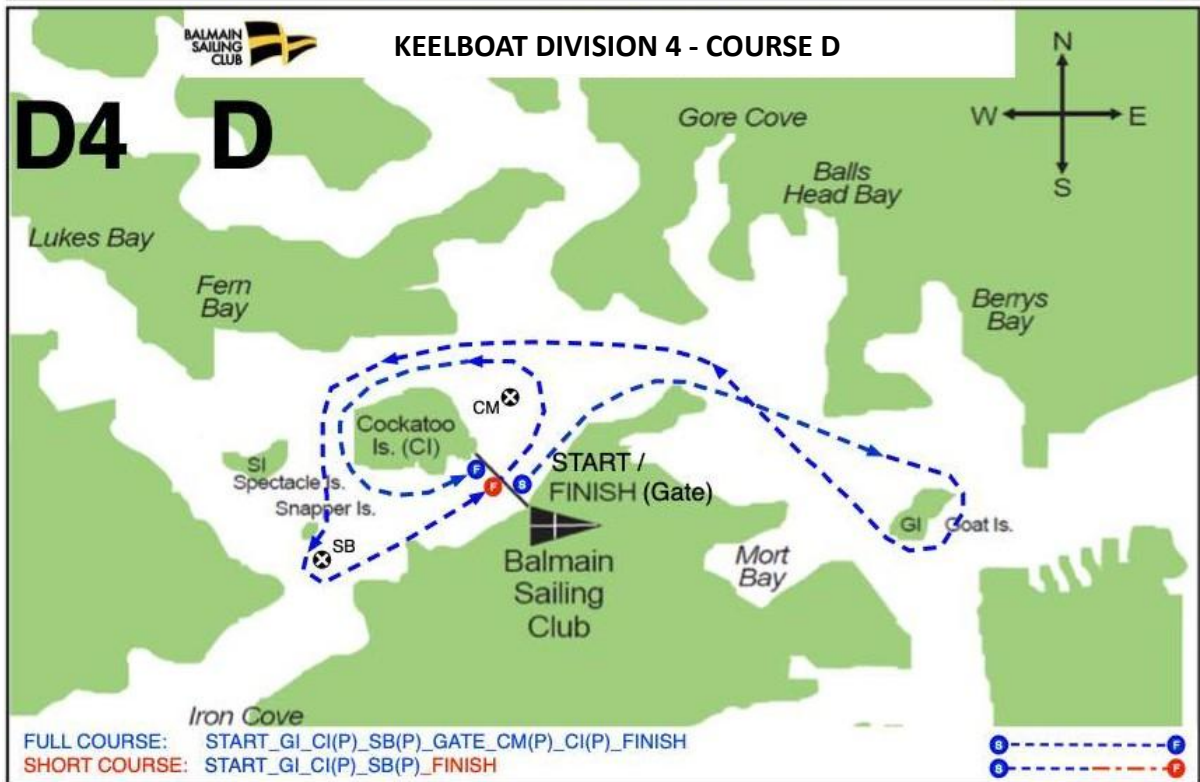 BALMAIN
SAILING
CLUB
KEELBOAT DIVISION 4 - COURSE D
D4 D
N
W E
S
Gore Cove
Balls
Head Bay
Lukes Bay
Fern
Bay
Berrys
Bay
CM
Cockatoo
Is. (CI)
SI
Spectacle Is.
Snapper Is.
SB
F
F
S
START /
FINISH (Gate)
GI Goat Is.
Balmain
Sailing
Club
Mort
Bay
Iron Cove
FULL COURSE: START_GI_CI(P)_SB(P)_GATE_CM(P)_CI(P)_FINISH
SHORT COURSE: START_GI_CI(P)_SB(P)_FINISH
S F
S F